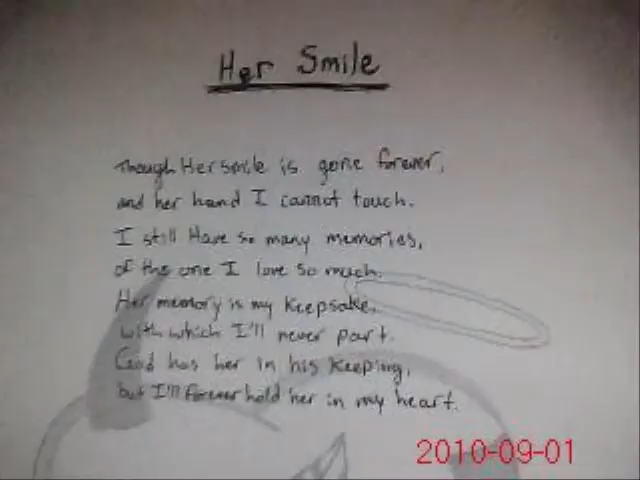 Her Smile
Though Her smile is gone forever,
and her hand I cannot touch.
I still Have so many memories,
of the one I love so much.
Her memory is my keepsake,
with which I'll never part.
God has her in his keeping,
but I'll forever hold her in my heart.
2010-09-01